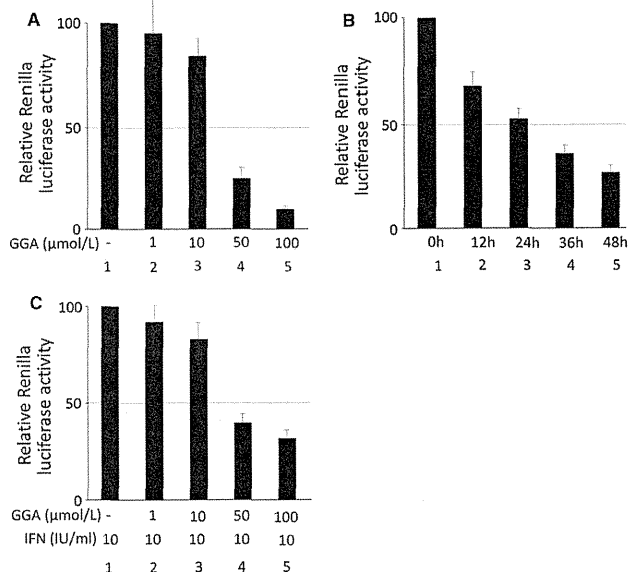 A
Relative Renilla
luciferase activity
100
50
0
GGA (µmol/L) - 1 10 50 100
1 2 3 4 5
B
Relative Renilla
luciferase activity
100
50
0
0h 12h 24h 36h 48h
1 2 3 4 5
C
Relative Renilla
luciferase activity
100
50
0
GGA (µmol/L) - 1 10 50 100
IFN (IU/ml) 10 10 10 10 10
1 2 3 4 5